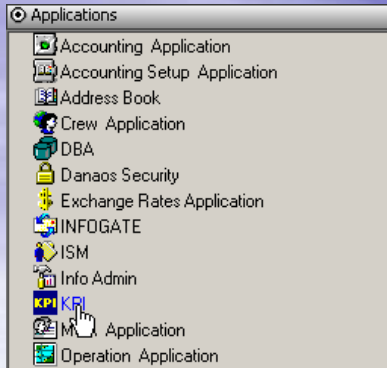 Applications
Accounting Application
Accounting Setup Application
Address Book
Crew Application
DBA
Danaos Security
Exchange Rates Application
INFOGATE
ISM
Info Admin
KPI KPI
Application
Operation Application